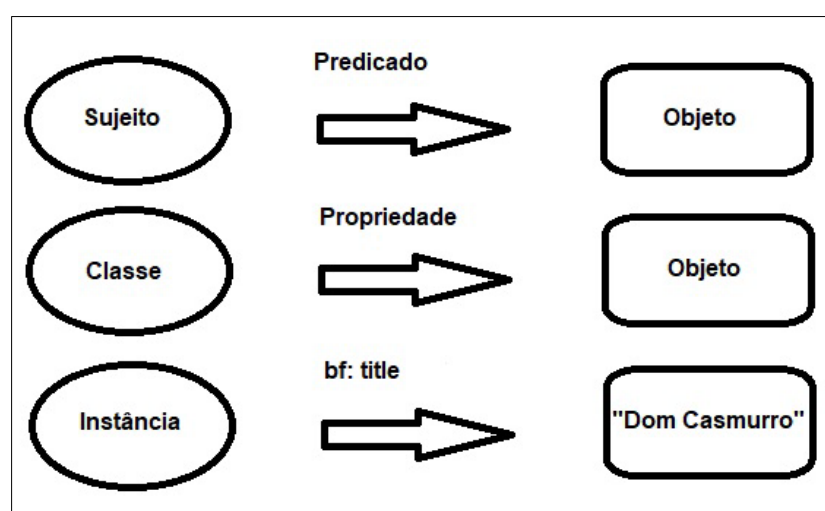 Predicado
Sujeito
Objeto
Propriedade
Classe
Objeto
bf: title
Instância
"Dom Casmurro"